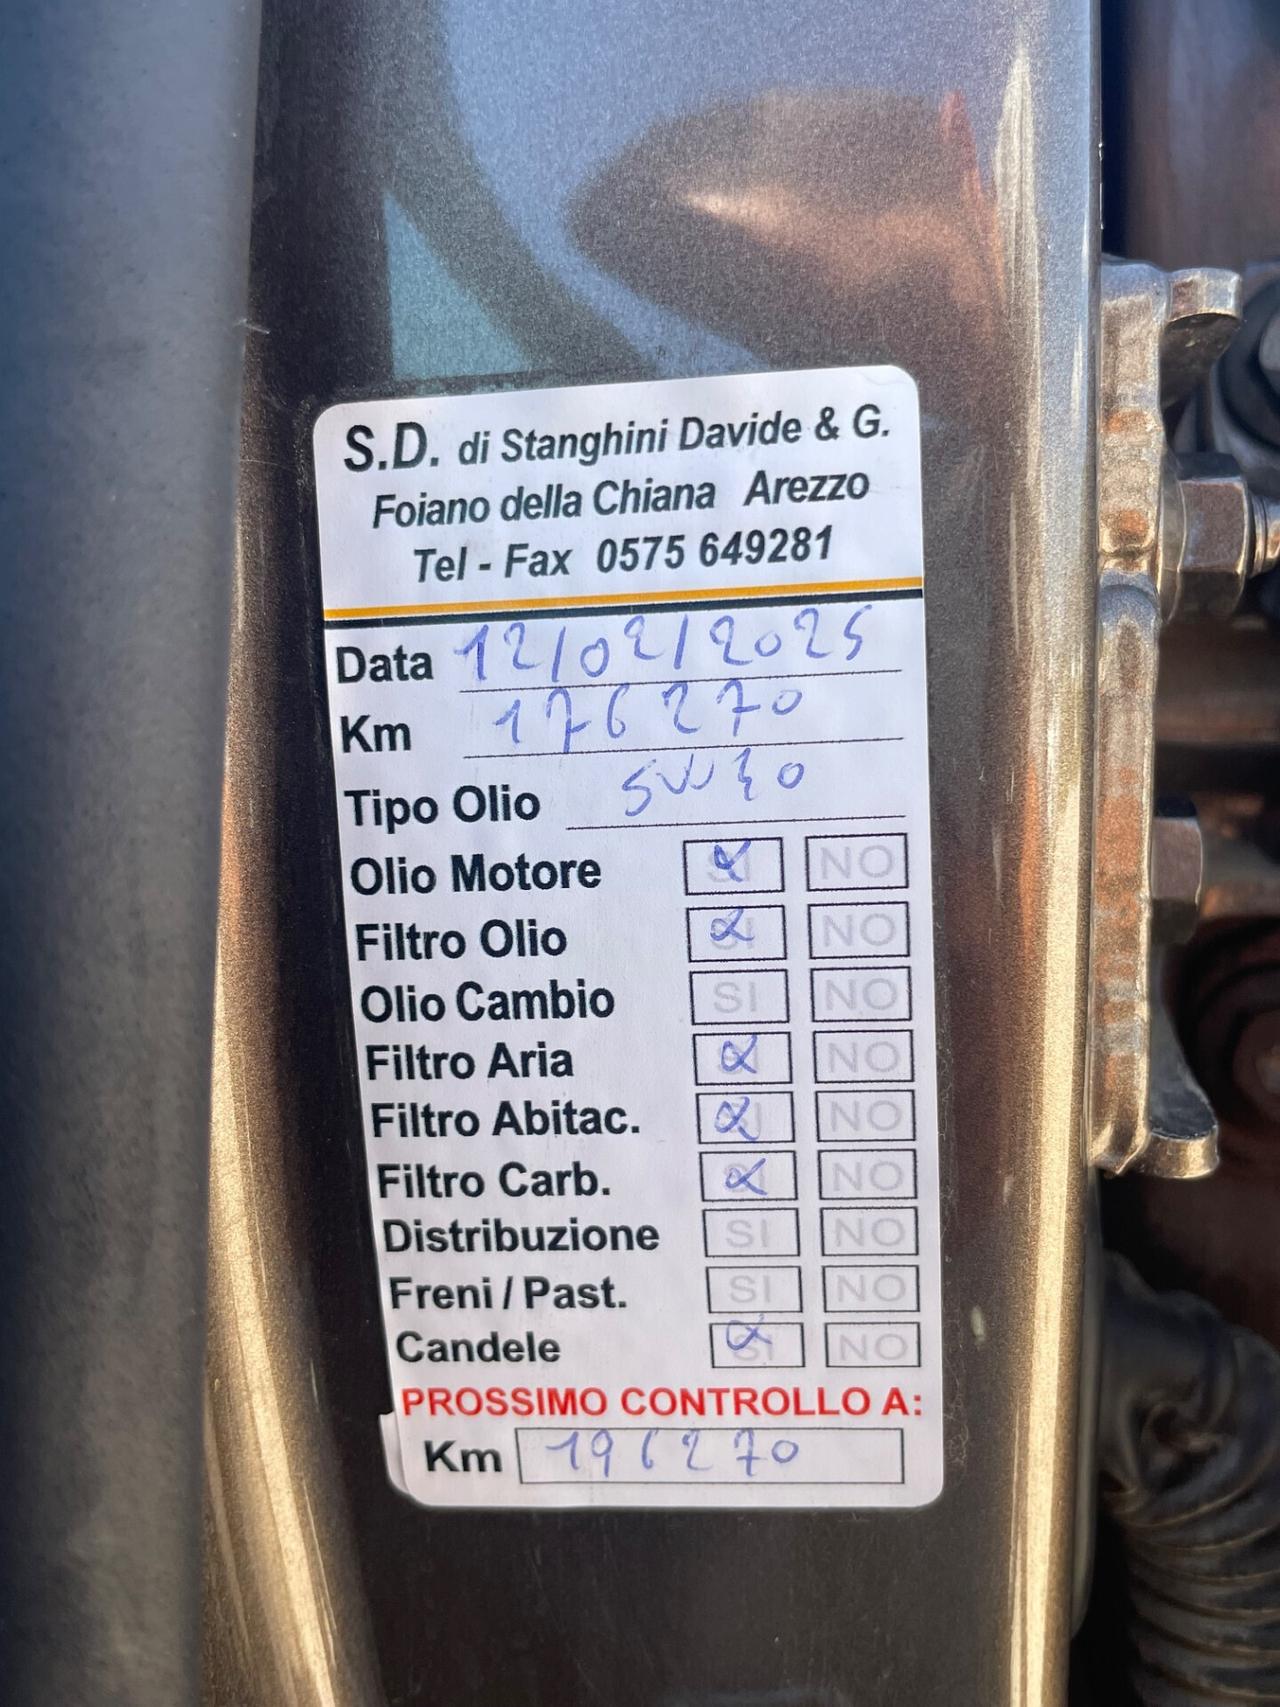 S.D. di Stanghini Davide & G.
Foiano della Chiana Arezzo
Tel - Fax 0575 649281
Data 12/02/2025
Km 176270
Tipo Olio 5W30
Olio Motore SI NO
Filtro Olio SI NO
Olio Cambio SI NO
Filtro Aria SI NO
Filtro Abitac. SI NO
Filtro Carb. SI NO
Distribuzione SI NO
Freni / Past. SI NO
Candele SI NO
PROSSIMO CONTROLLO A:
Km 196270